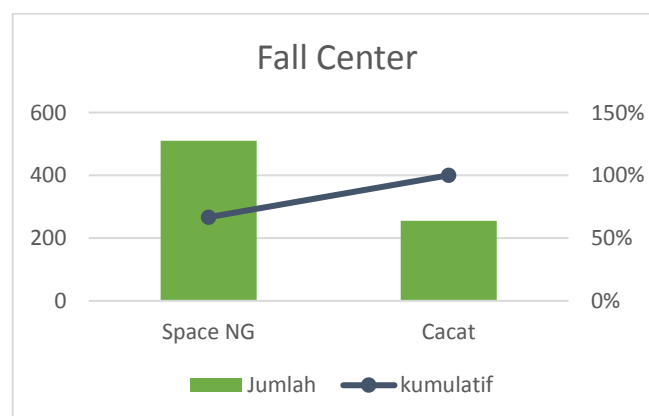 Fall Center
600 150%
400 100%
200 50%
0 0%
Space NG Cacat
Jumlah kumulatif